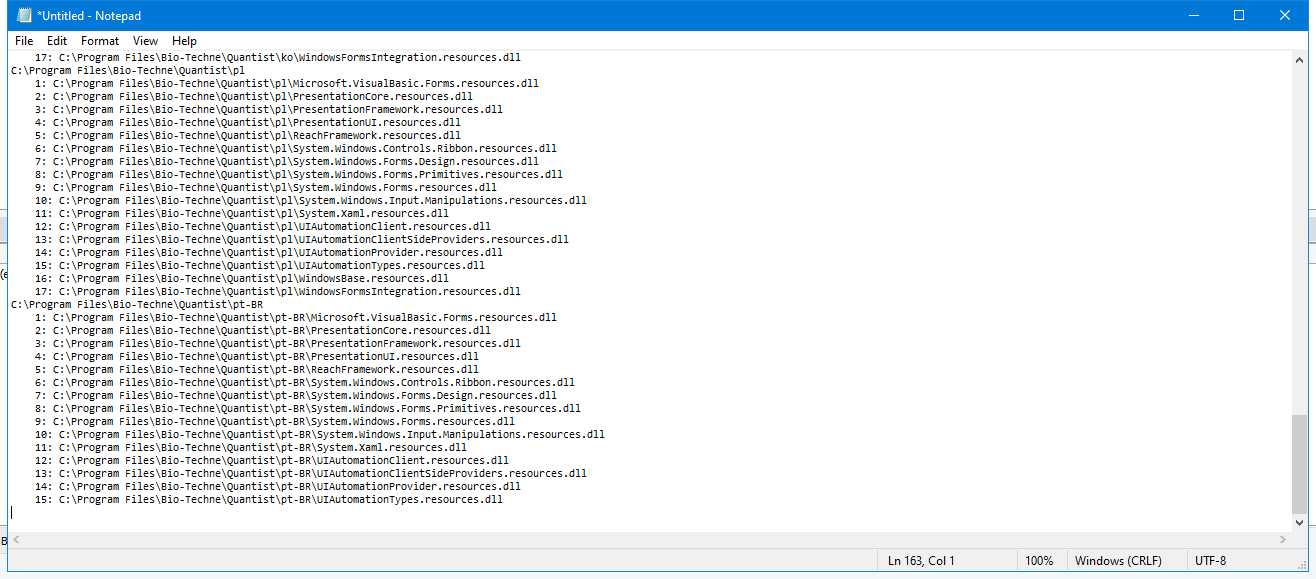 *Untitled - Notepad
File Edit Format View Help
17: C:\Program Files\Bio-Techne\Quantist\ko\WindowsFormsIntegration.resources.dll
C:\Program Files\Bio-Techne\Quantist\pl
1: C:\Program Files\Bio-Techne\Quantist\pl\Microsoft.VisualBasic.Forms.resources.dll
2: C:\Program Files\Bio-Techne\Quantist\pl\PresentationCore.resources.dll
3: C:\Program Files\Bio-Techne\Quantist\pl\PresentationFramework.resources.dll
4: C:\Program Files\Bio-Techne\Quantist\pl\PresentationUI.resources.dll
5: C:\Program Files\Bio-Techne\Quantist\pl\ReachFramework.resources.dll
6: C:\Program Files\Bio-Techne\Quantist\pl\System.Windows.Controls.Ribbon.resources.dll
7: C:\Program Files\Bio-Techne\Quantist\pl\System.Windows.Forms.Design.resources.dll
8: C:\Program Files\Bio-Techne\Quantist\pl\System.Windows.Forms.Primitives.resources.dll
9: C:\Program Files\Bio-Techne\Quantist\pl\System.Windows.Forms.resources.dll
10: C:\Program Files\Bio-Techne\Quantist\pl\System.Windows.Input.Manipulations.resources.dll
11: C:\Program Files\Bio-Techne\Quantist\pl\System.Xaml.resources.dll
12: C:\Program Files\Bio-Techne\Quantist\pl\UIAutomationClient.resources.dll
13: C:\Program Files\Bio-Techne\Quantist\pl\UIAutomationClientSideProviders.resources.dll
14: C:\Program Files\Bio-Techne\Quantist\pl\UIAutomationProvider.resources.dll
15: C:\Program Files\Bio-Techne\Quantist\pl\UIAutomationTypes.resources.dll
16: C:\Program Files\Bio-Techne\Quantist\pl\WindowsBase.resources.dll
17: C:\Program Files\Bio-Techne\Quantist\pl\WindowsFormsIntegration.resources.dll
C:\Program Files\Bio-Techne\Quantist\pt-BR
1: C:\Program Files\Bio-Techne\Quantist\pt-BR\Microsoft.VisualBasic.Forms.resources.dll
2: C:\Program Files\Bio-Techne\Quantist\pt-BR\PresentationCore.resources.dll
3: C:\Program Files\Bio-Techne\Quantist\pt-BR\PresentationFramework.resources.dll
4: C:\Program Files\Bio-Techne\Quantist\pt-BR\PresentationUI.resources.dll
5: C:\Program Files\Bio-Techne\Quantist\pt-BR\ReachFramework.resources.dll
6: C:\Program Files\Bio-Techne\Quantist\pt-BR\System.Windows.Controls.Ribbon.resources.dll
7: C:\Program Files\Bio-Techne\Quantist\pt-BR\System.Windows.Forms.Design.resources.dll
8: C:\Program Files\Bio-Techne\Quantist\pt-BR\System.Windows.Forms.Primitives.resources.dll
9: C:\Program Files\Bio-Techne\Quantist\pt-BR\System.Windows.Forms.resources.dll
10: C:\Program Files\Bio-Techne\Quantist\pt-BR\System.Windows.Input.Manipulations.resources.dll
11: C:\Program Files\Bio-Techne\Quantist\pt-BR\System.Xaml.resources.dll
12: C:\Program Files\Bio-Techne\Quantist\pt-BR\UIAutomationClient.resources.dll
13: C:\Program Files\Bio-Techne\Quantist\pt-BR\UIAutomationClientSideProviders.resources.dll
14: C:\Program Files\Bio-Techne\Quantist\pt-BR\UIAutomationProvider.resources.dll
15: C:\Program Files\Bio-Techne\Quantist\pt-BR\UIAutomationTypes.resources.dll
Ln 163, Col 1 100% Windows (CRLF) UTF-8